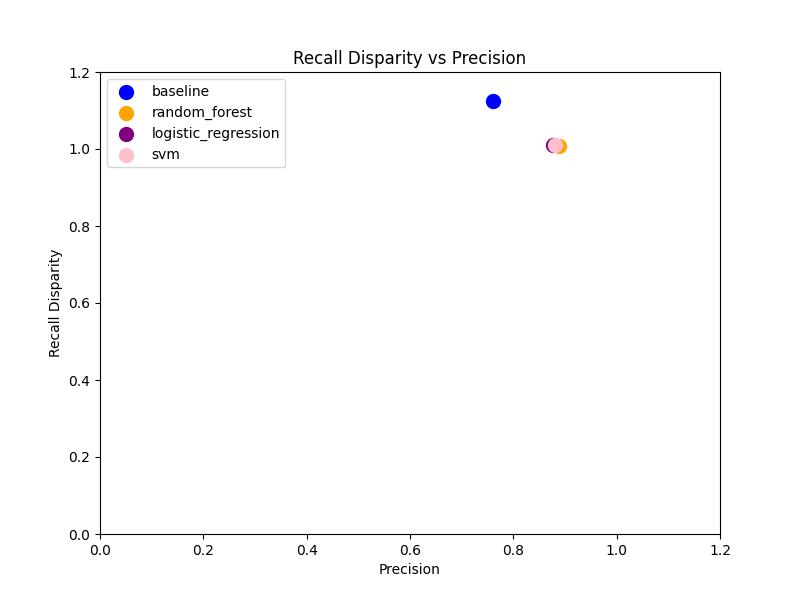 Recall Disparity vs Precision
1.2
1.0
0.8
0.6
0.4
0.2
0.0
Recall Disparity
baseline
random_forest
logistic_regression
svm
0.0 0.2 0.4 0.6 0.8 1.0 1.2
Precision